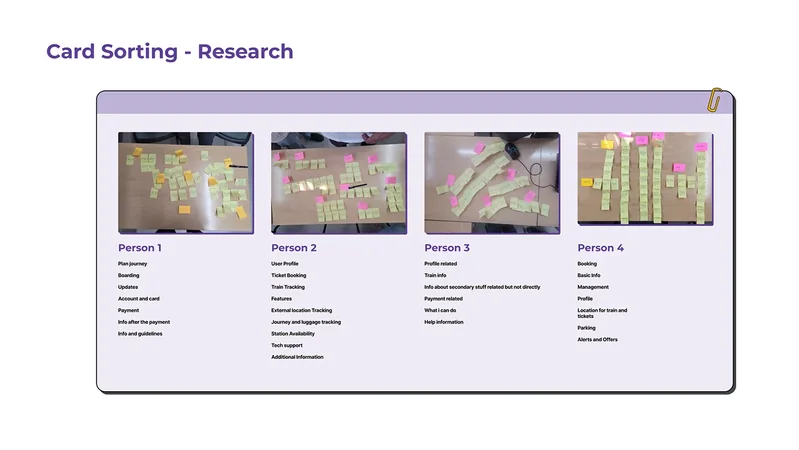 Card Sorting - Research
Person 1
Plan journey
Boarding
Updates
Account and card
Payment
Info after the payment
Info and guidelines
Person 2
User Profile
Ticket Booking
Train Tracking
Features
External location Tracking
Journey and luggage tracking
Station Availability
Tech support
Additional Information
Person 3
Profile related
Train info
Info about secondary stuff related but not directly
Payment related
What i can do
Help information
Person 4
Booking
Basic Info
Management
Profile
Location for train and
tickets
Parking
Alerts and Offers